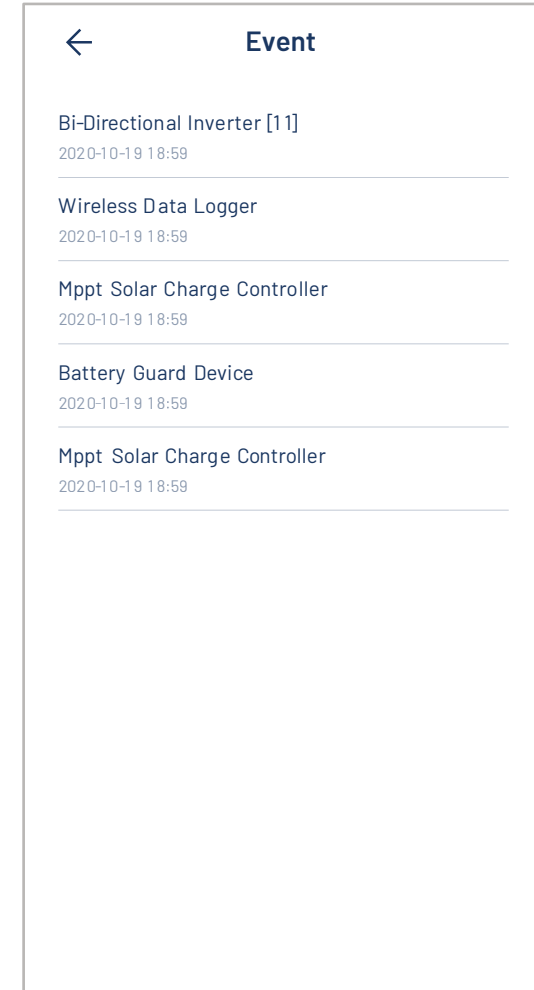 Event
Bi-Directional Inverter [11]
2020-10-19 18:59
Wireless Data Logger
2020-10-19 18:59
Mppt Solar Charge Controller
2020-10-19 18:59
Battery Guard Device
2020-10-19 18:59
Mppt Solar Charge Controller
2020-10-19 18:59